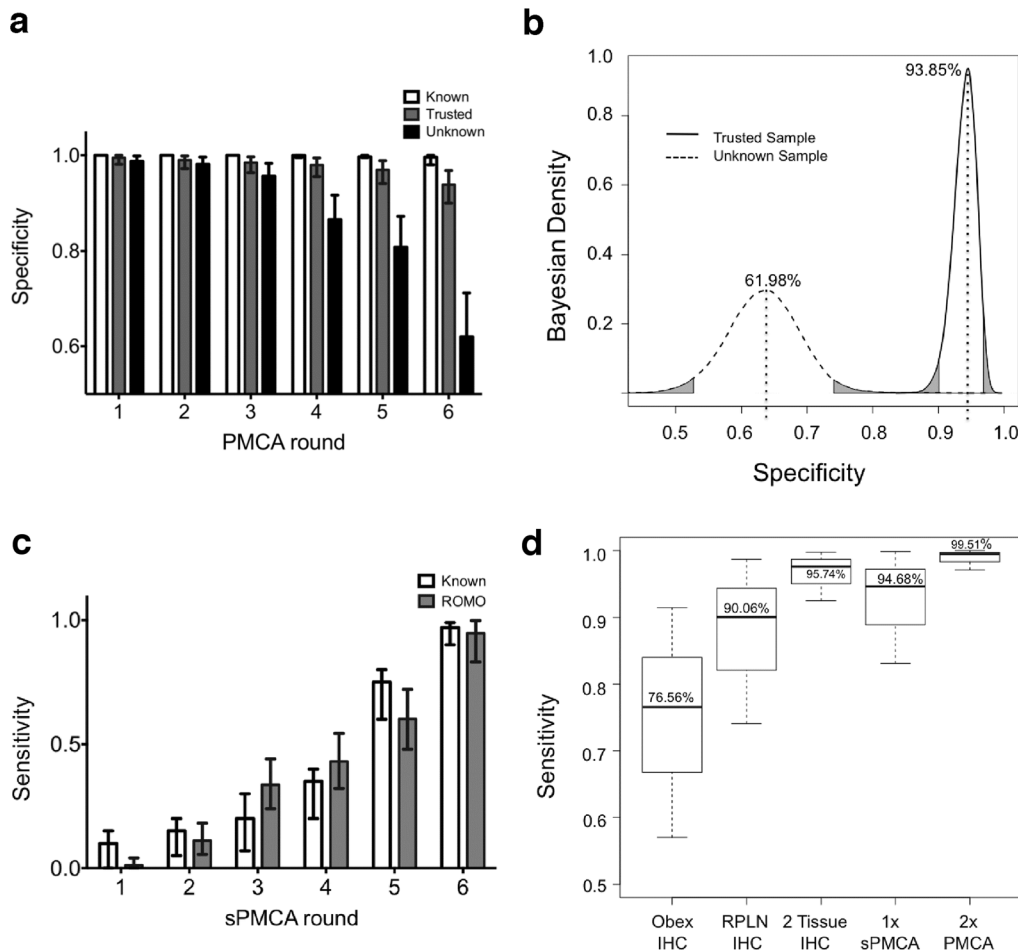 a
Known
Trusted
Unknown
1.0
0.8
0.6
Specificity
1 2 3 4 5 6
PMCA round
b
1.0
0.8
0.6
0.4
0.2
Bayesian Density
93.85%
Trusted Sample
Unknown Sample
61.98%
0.5 0.6 0.7 0.8 0.9 1.0
Specificity
c
Known
ROMO
1.0
0.5
0.0
Sensitivity
1 2 3 4 5 6
sPMCA round
d
1.0
0.9
0.8
0.7
0.6
0.5
Sensitivity
76.56%
90.06%
95.74%
94.68%
99.51%
Obex RPLN 2 Tissue 1x 2x
IHC IHC IHC sPMCA PMCA